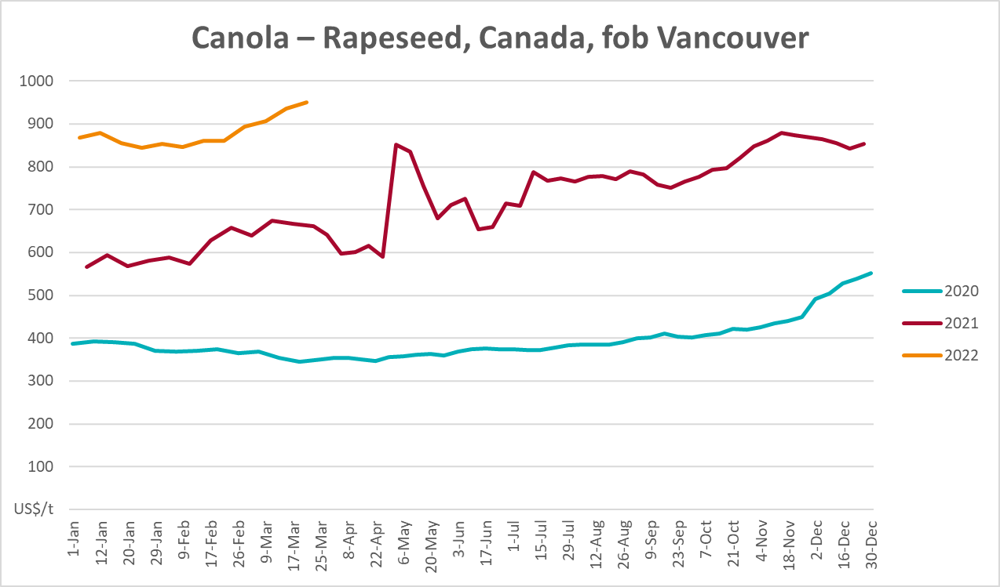 Canola – Rapeseed, Canada, fob Vancouver
1000
900
800
700
600
500
400
300
200
100
US$/t
1-Jan
12-Jan
20-Jan
29-Jan
9-Feb
17-Feb
26-Feb
9-Mar
17-Mar
25-Mar
8-Apr
22-Apr
6-May
20-May
3-Jun
17-Jun
1-Jul
15-Jul
29-Jul
12-Aug
26-Aug
9-Sep
23-Sep
7-Oct
21-Oct
4-Nov
18-Nov
2-Dec
16-Dec
30-Dec
2020
2021
2022